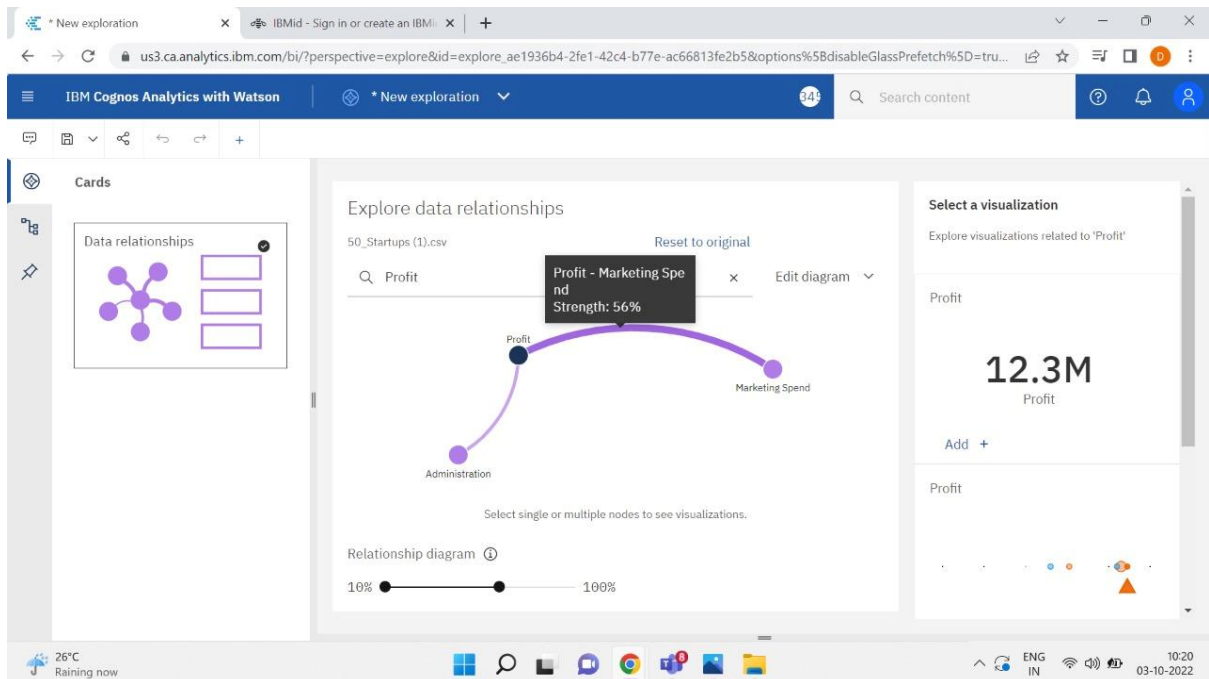 * New exploration
IBMid - Sign in or create an IBMi
us3.ca.analytics.ibm.com/bi/?perspective=explore&id=explore_ae1936b4-2fe1-42c4-b77e-ac66813fe2b5&options%5BdisableGlassPrefetch%5D=tru...
D
IBM Cognos Analytics with Watson
* New exploration
Search content
Cards
Data relationships
Explore data relationships
50_Startups (1).csv
Reset to original
Profit
Edit diagram
Profit - Marketing Spe
nd
Strength: 56%
Profit
Marketing Spend
Administration
Select single or multiple nodes to see visualizations.
Relationship diagram
10%
100%
Select a visualization
Explore visualizations related to 'Profit'
Profit
12.3M
Profit
Add +
Profit
26°C
Raining now
8
ENG
IN
10:20
03-10-2022